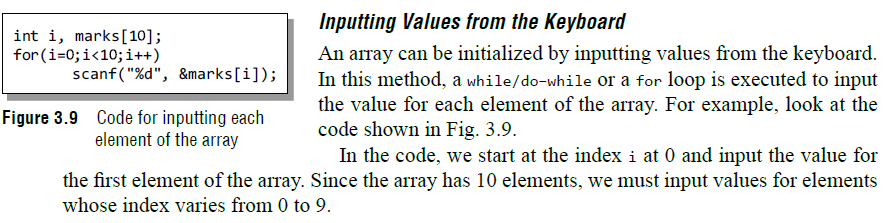 int i, marks[10];
for(i=0;i<10;i++)
scanf("%d", &marks[i]);
Figure 3.9 Code for inputting each
element of the array
Inputting Values from the Keyboard
An array can be initialized by inputting values from the keyboard.
In this method, a while/do-while or a for loop is executed to input
the value for each element of the array. For example, look at the
code shown in Fig. 3.9.
In the code, we start at the index i at 0 and input the value for
the first element of the array. Since the array has 10 elements, we must input values for elements
whose index varies from 0 to 9.